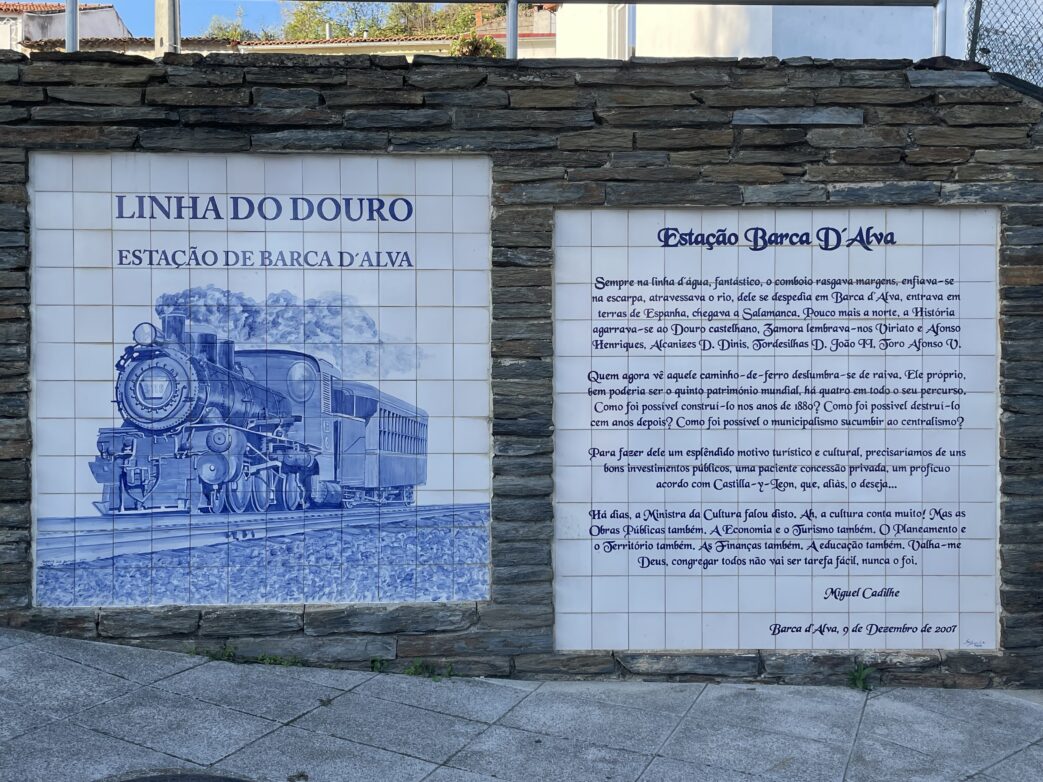 LINHA DO DOURO
ESTAÇÃO DE BARCA D´ALVA
Estação Barca D´Alva
Sempre na linha d'água, fantástico, o comboio rasgava margens, enfiava-se
na escarpa, atravessava o rio, dele se despedia em Barca d'Alva, entrava em
terras de Espanha, chegava a Salamanca. Pouco mais a norte, a História
agarrava-se ao Douro castelhano. Zamora lembrava-nos Viriato e Afonso
Henriques, Alcanizes D. Dinis, Tordesilhas D. João II, Toro Afonso V.
Quem agora vê aquele caminho-de-ferro deslumbra-se de raiva. Ele próprio,
bem poderia ser o quinto património mundial, há quatro em todo o seu percurso.
Como foi possível construí-lo nos anos de 1880? Como foi possível destruí-lo
cem anos depois? Como foi possível o municipalismo sucumbir ao centralismo?
Para fazer dele um esplêndido motivo turístico e cultural, precisaríamos de uns
bons investimentos públicos, uma paciente concessão privada, um profícuo
acordo com Castilla-y-Leon, que, aliás, o deseja...
Há dias, a Ministra da Cultura falou disto. Ah, a cultura conta muito! Mas as
Obras Públicas também. A Economia e o Turismo também. O Planeamento e
o Território também. As Finanças também. A educação também. Valha-me
Deus, congregar todos não vai ser tarefa fácil, nunca o foi.
Miguel Cadilhe
Barca d'Alva, 9 de Dezembro de 2007